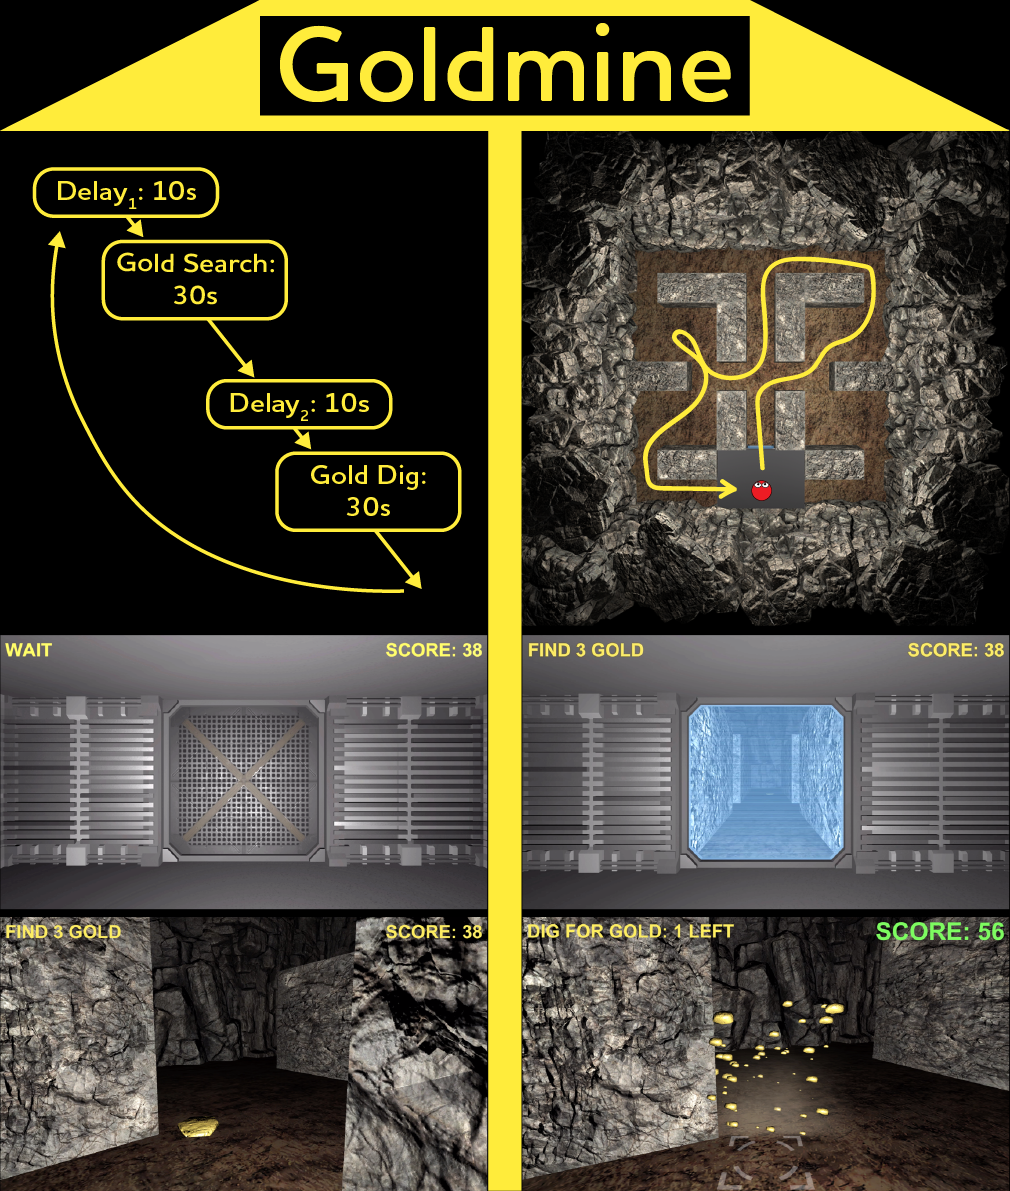 Goldmine
Delay₁: 10s
Gold Search:
30s
Delay₂: 10s
Gold Dig:
30s
WAIT
SCORE: 38
FIND 3 GOLD
SCORE: 38
FIND 3 GOLD
SCORE: 38
DIG FOR GOLD: 1 LEFT
SCORE: 56